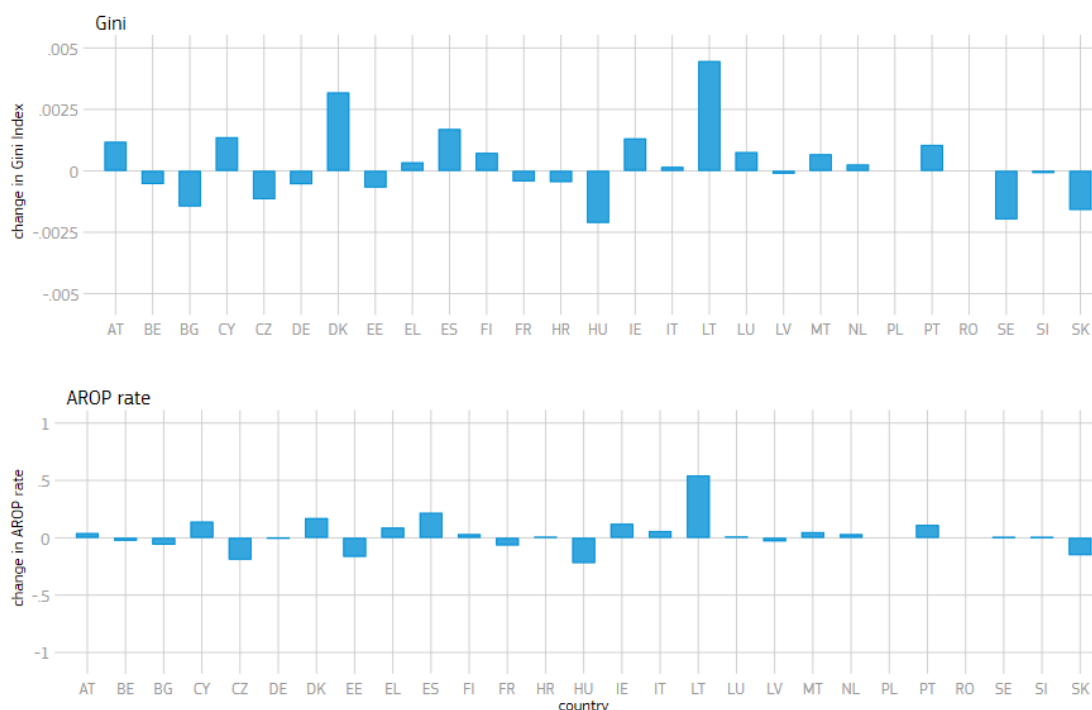 Gini
change in Gini Index
.005
.0025
0
-.0025
-.005
AT BE BG CY CZ DE DK EE EL ES FI FR HR HU IE IT LT LU LV MT NL PL PT RO SE SI SK
AROP rate
change in AROP rate
1
.5
0
-.5
-1
AT BE BG CY CZ DE DK EE EL ES FI FR HR HU IE IT LT LU LV MT NL PL PT RO SE SI SK
country